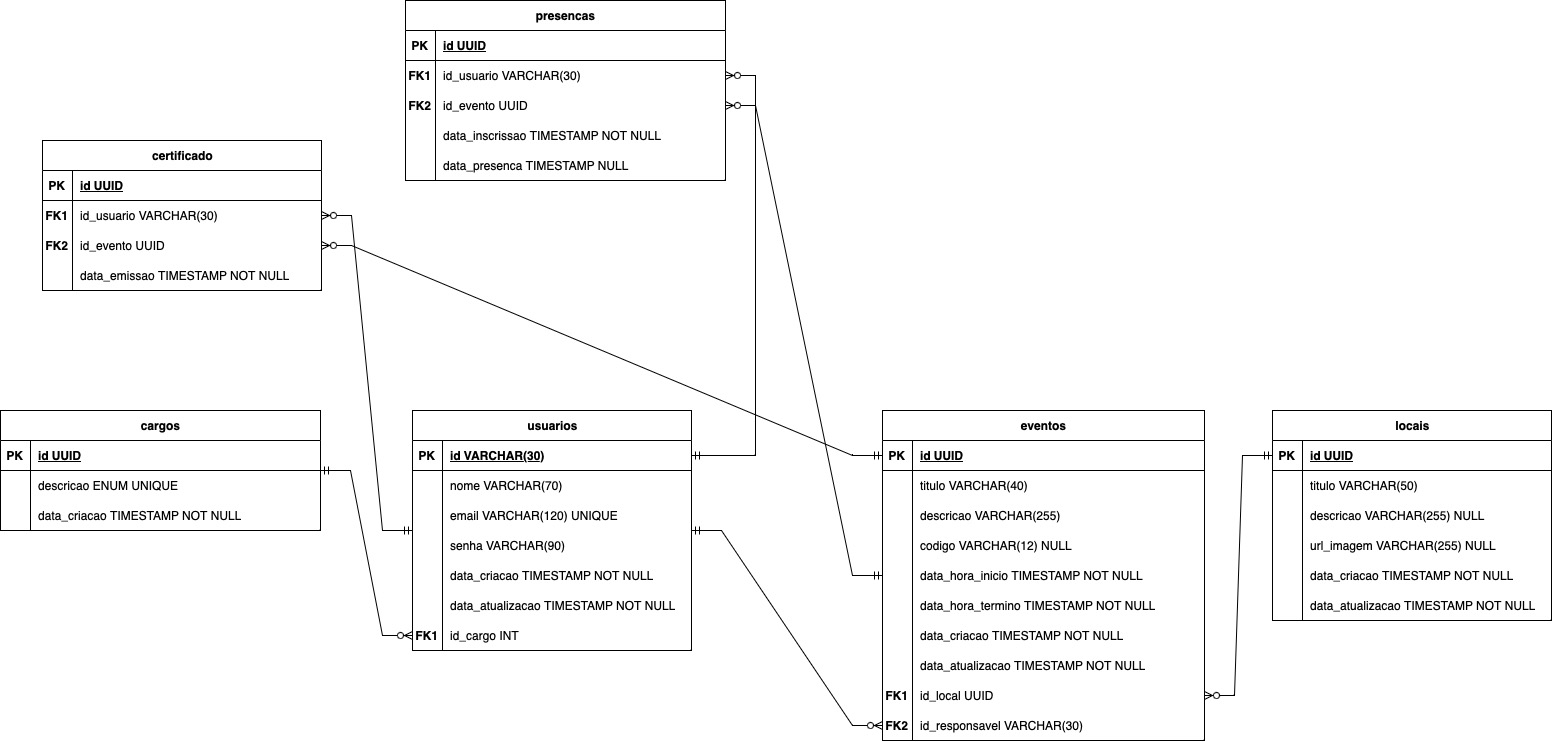 presencas
PK id UUID
FK1 id_usuario VARCHAR(30)
FK2 id_evento UUID
data_inscrissao TIMESTAMP NOT NULL
data_presenca TIMESTAMP NULL
certificado
PK id UUID
FK1 id_usuario VARCHAR(30)
FK2 id_evento UUID
data_emissao TIMESTAMP NOT NULL
cargos
PK id UUID
descricao ENUM UNIQUE
data_criacao TIMESTAMP NOT NULL
usuarios
PK id VARCHAR(30)
nome VARCHAR(70)
email VARCHAR(120) UNIQUE
senha VARCHAR(90)
data_criacao TIMESTAMP NOT NULL
data_atualizacao TIMESTAMP NOT NULL
FK1 id_cargo INT
eventos
PK id UUID
titulo VARCHAR(40)
descricao VARCHAR(255)
codigo VARCHAR(12) NULL
data_hora_inicio TIMESTAMP NOT NULL
data_hora_termino TIMESTAMP NOT NULL
data_criacao TIMESTAMP NOT NULL
data_atualizacao TIMESTAMP NOT NULL
FK1 id_local UUID
FK2 id_responsavel VARCHAR(30)
locais
PK id UUID
titulo VARCHAR(50)
descricao VARCHAR(255) NULL
url_imagem VARCHAR(255) NULL
data_criacao TIMESTAMP NOT NULL
data_atualizacao TIMESTAMP NOT NULL